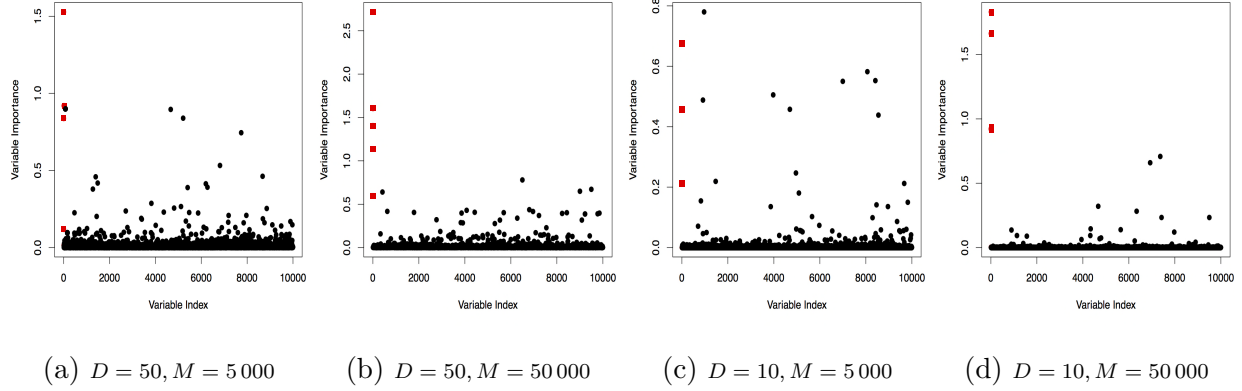 1.5
1.0
0.5
0.0
Variable Importance
0 2000 4000 6000 8000 10000
Variable Index
2.5
2.0
1.5
1.0
0.5
0.0
Variable Importance
0 2000 4000 6000 8000 10000
Variable Index
0.8
0.6
0.4
0.2
0.0
Variable Importance
0 2000 4000 6000 8000 10000
Variable Index
1.5
1.0
0.5
0.0
Variable Importance
0 2000 4000 6000 8000 10000
Variable Index
(a) D = 50, M = 5 000
(b) D = 50, M = 50 000
(c) D = 10, M = 5 000
(d) D = 10, M = 50 000